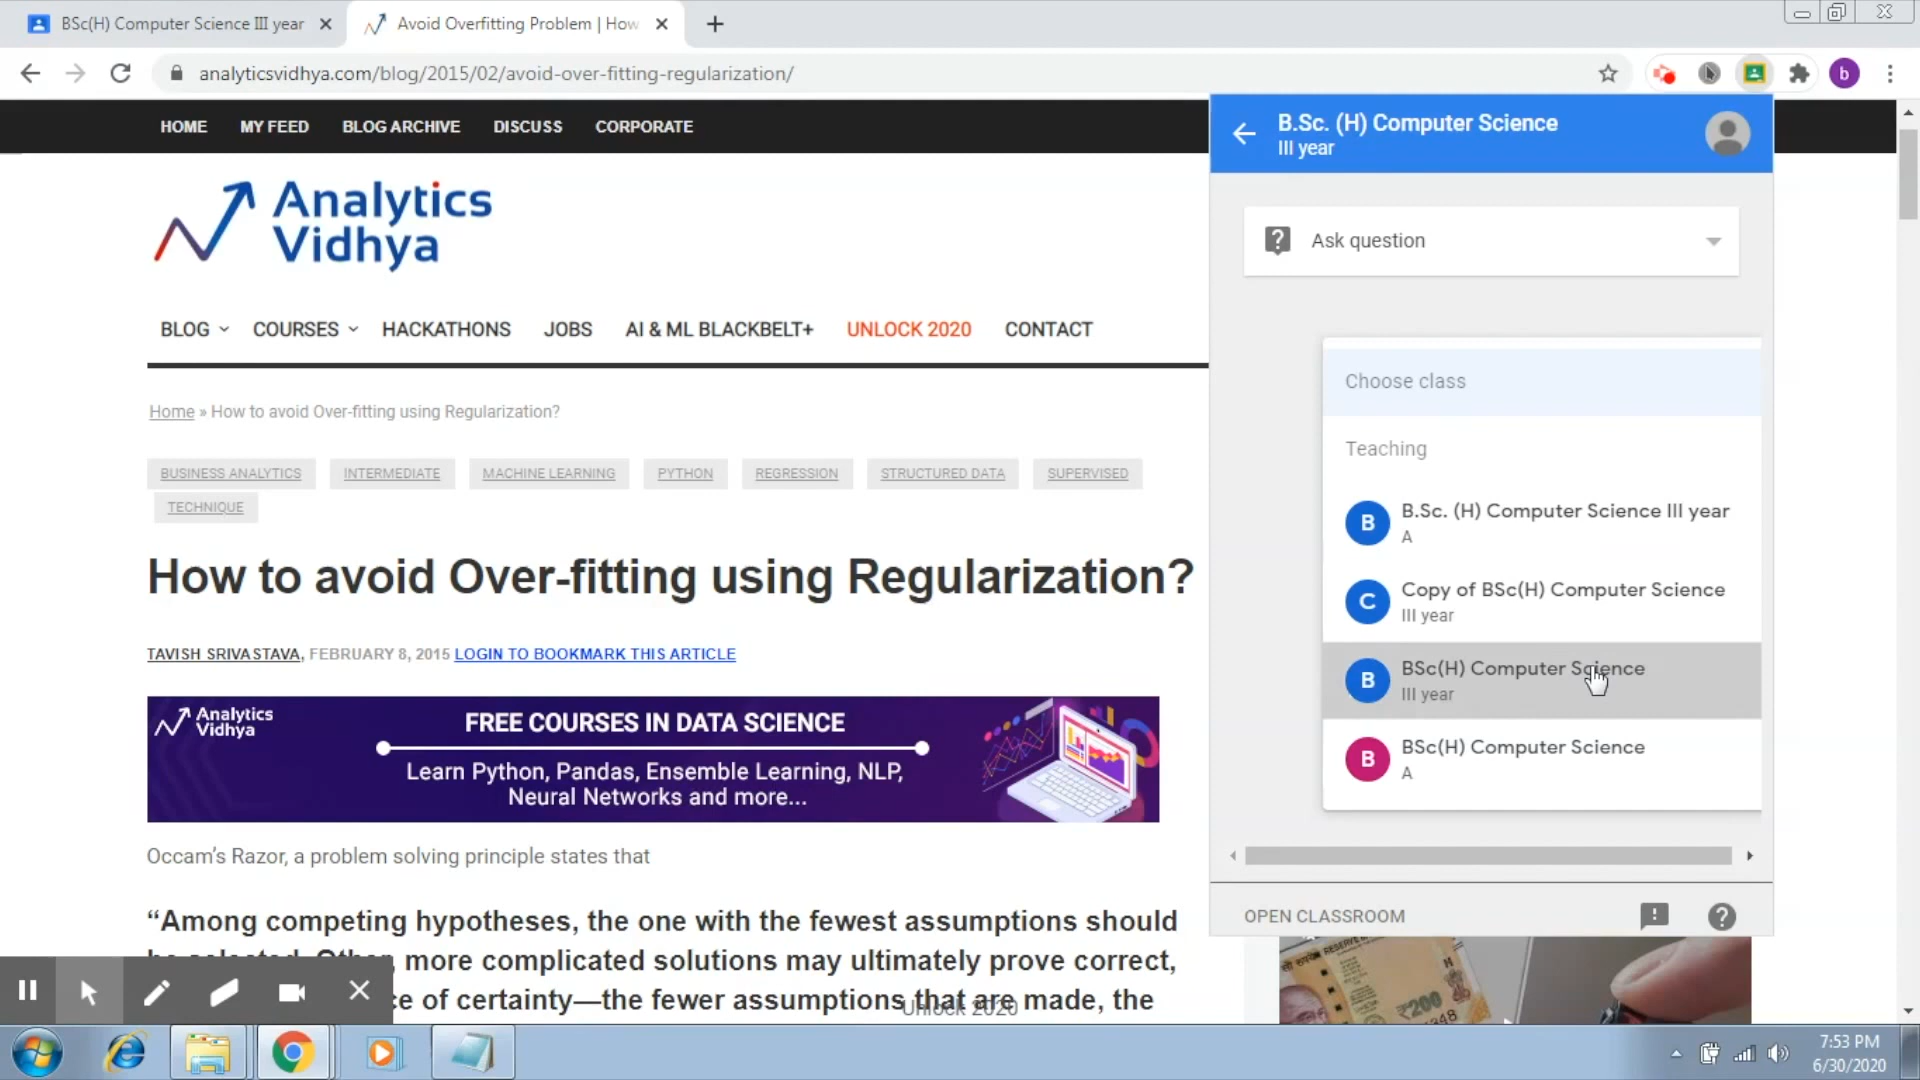 BSc(H) Computer Science III year
Avoid Overfitting Problem | How
analyticsvidhya.com/blog/2015/02/avoid-over-fitting-regularization/
b
HOME MY FEED BLOG ARCHIVE DISCUSS CORPORATE
Analytics
Vidhya
BLOG COURSES HACKATHONS JOBS AI & ML BLACKBELT+ UNLOCK 2020 CONTACT
Home » How to avoid Over-fitting using Regularization?
BUSINESS ANALYTICS INTERMEDIATE MACHINE LEARNING PYTHON REGRESSION STRUCTURED DATA SUPERVISED
TECHNIQUE
How to avoid Over-fitting using Regularization?
TAVISH SRIVASTAVA, FEBRUARY 8, 2015 LOGIN TO BOOKMARK THIS ARTICLE
Analytics
Vidhya
FREE COURSES IN DATA SCIENCE
Learn Python, Pandas, Ensemble Learning, NLP,
Neural Networks and more...
Occam's Razor, a problem solving principle states that
“Among competing hypotheses, the one with the fewest assumptions should
more complicated solutions may ultimately prove correct,
ce of certainty—the fewer assumptions that are made, the
Unlock 2020
B.Sc. (H) Computer Science
III year
Ask question
Choose class
Teaching
B
B.Sc. (H) Computer Science III year
A
C
Copy of BSc(H) Computer Science
III year
B
BSc(H) Computer Science
III year
B
BSc(H) Computer Science
A
OPEN CLASSROOM
₹200
348
7:53 PM
6/30/2020